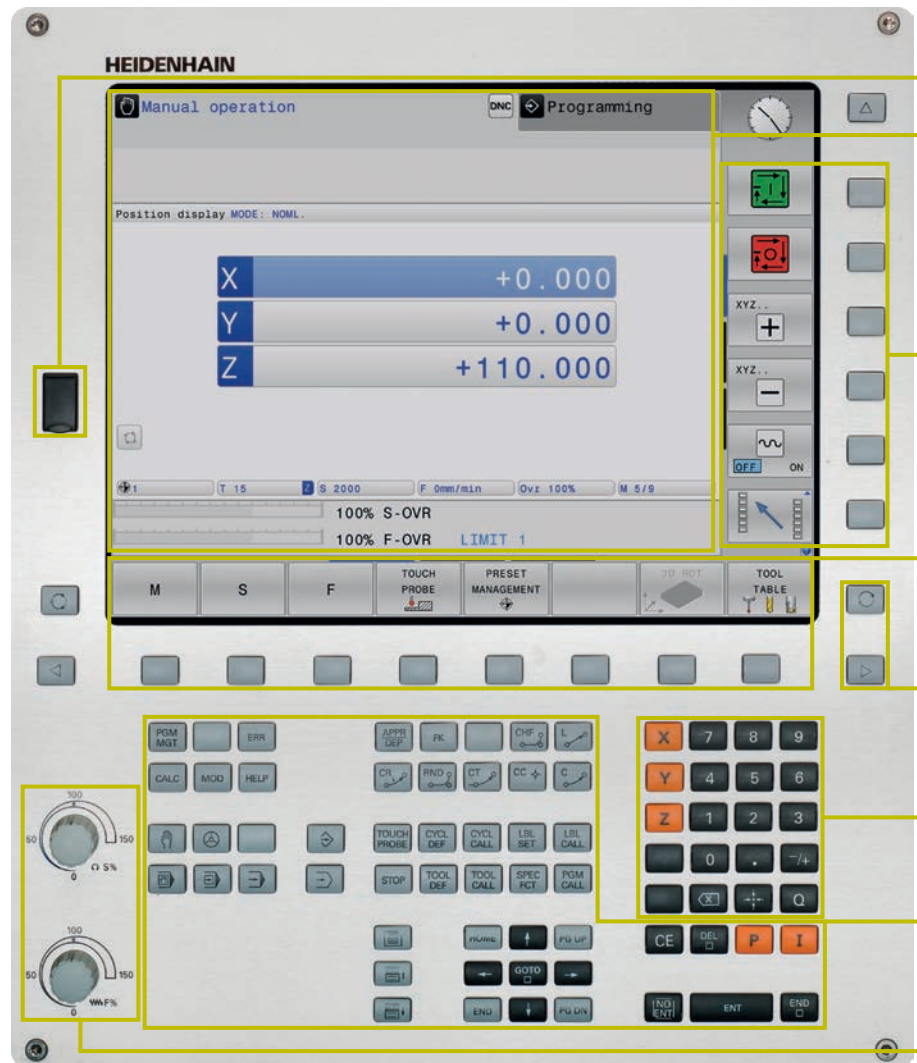 HEIDENHAIN
Manual operation
DNC
Programming
Position display MODE: NOML.
X +0.000
Y +0.000
Z +110.000
XYZ..
+
XYZ..
−
OFF ON
1 T 15 Z S 2000 F 0mm/min Ovr 100% M 5/9
100% S-OVR
100% F-OVR LIMIT 1
M
S
F
TOUCH
PROBE
PRESET
MANAGEMENT
3D ROT
TOOL
TABLE
PGM
MGT
ERR
CALC
MOD
HELP
APPR
DEP
FK
CHF
L
CR
RND
CT
CC
C
TOUCH
PROBE
CYCL
DEF
CYCL
CALL
LBL
SET
LBL
CALL
STOP
TOOL
DEF
TOOL
CALL
SPEC
FCT
PGM
CALL
HOME
PG UP
GOTO
END
PG DN
X 7 8 9
Y 4 5 6
Z 1 2 3
0 . -/+
X Q
CE
DEL
P
I
NO
ENT
ENT
END
100
50 150
0
S%
100
50 150
0
F%